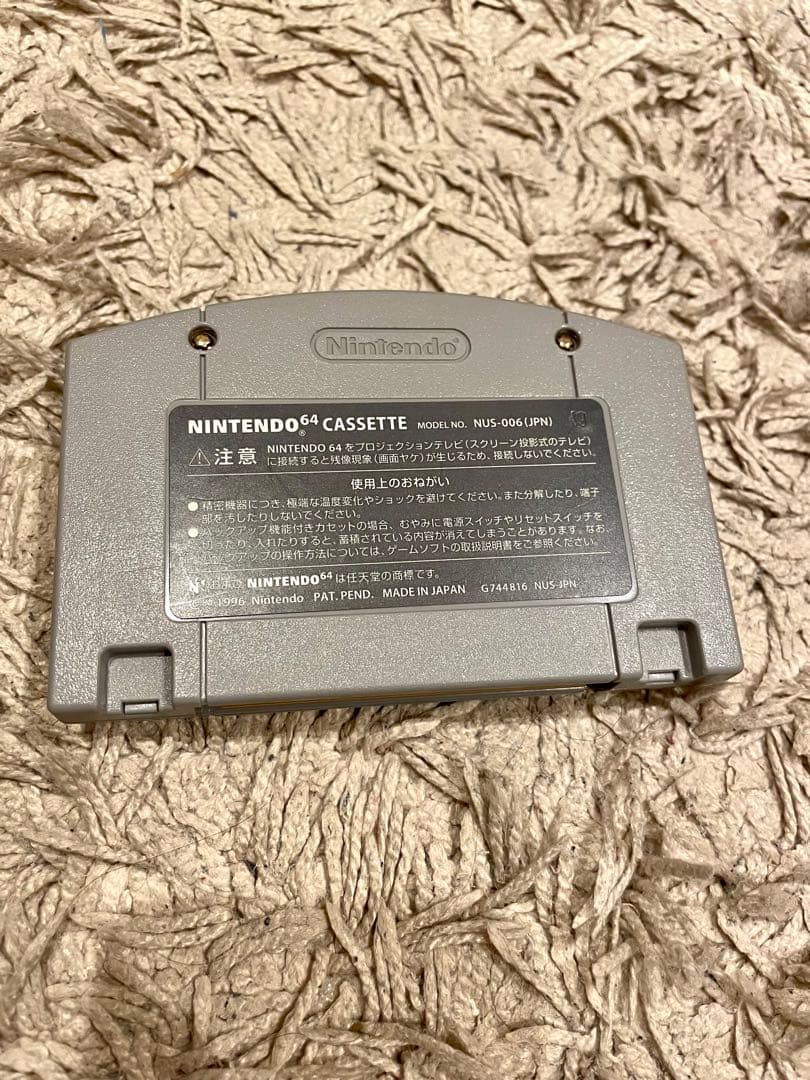 Nintendo®
NINTENDO64® CASSETTE MODEL NO. NUS-006(JPN)
⚠注意 NINTENDO 64 をプロジェクションテレビ(スクリーン投影式のテレビ)
に接続すると残像現象(画面ヤケ)が生じるため、接続しないでください。
使用上のおねがい
●精密機器につき、極端な温度変化やショックを避けてください。また分解したり、端子
部を汚したりしないでください。
●バックアップ機能付きカセットの場合、むやみに電源スイッチやリセットスイッチを
たり、入れたりすると、蓄積されている内容が消えてしまうことがあります。なお、
アップの操作方法については、ゲームソフトの取扱説明書をご参照ください。
NINTENDO64は任天堂の商標です。
1996 Nintendo PAT. PEND. MADE IN JAPAN G744816 NUS-JPN